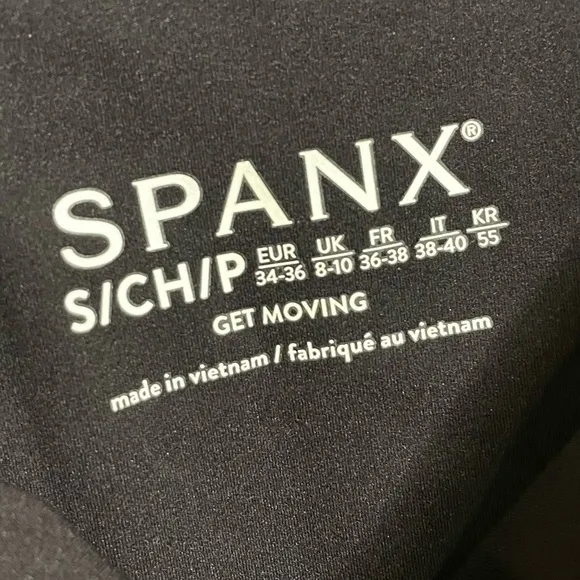 SPANX®
S/CH/P EUR 34-36 UK 8-10 FR 36-38 IT 38-40 KR 55
GET MOVING
made in vietnam / fabriqué au vietnam